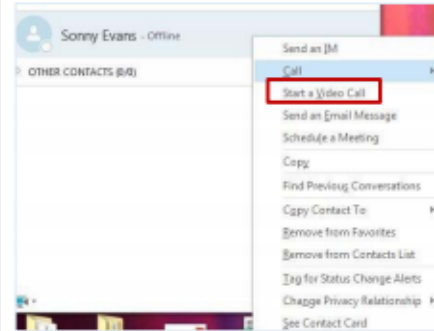 Sonny Evans - Offline
OTHER CONTACTS (0/0)
Send an IM
Call
Start a Video Call
Send an Email Message
Schedule a Meeting
Copy
Find Previous Conversations
Copy Contact To
Remove from Favorites
Remove from Contacts List
Tag for Status Change Alerts
Change Privacy Relationship
See Contact Card